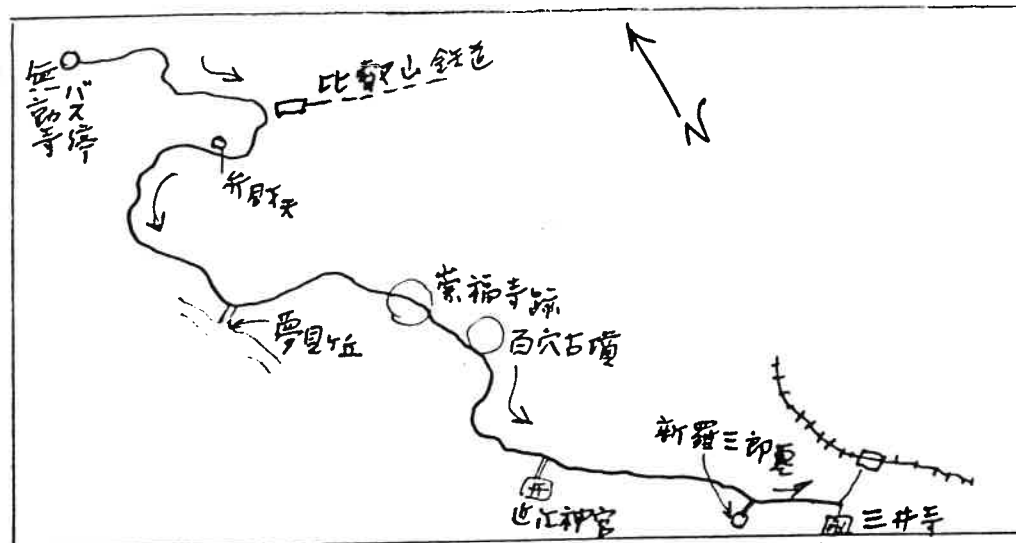 無動寺
バス停
比叡山鉄道
N
弁財天
夢見ヶ丘
崇福寺跡
百穴古墳
近江神宮
新羅三郎墓
三井寺